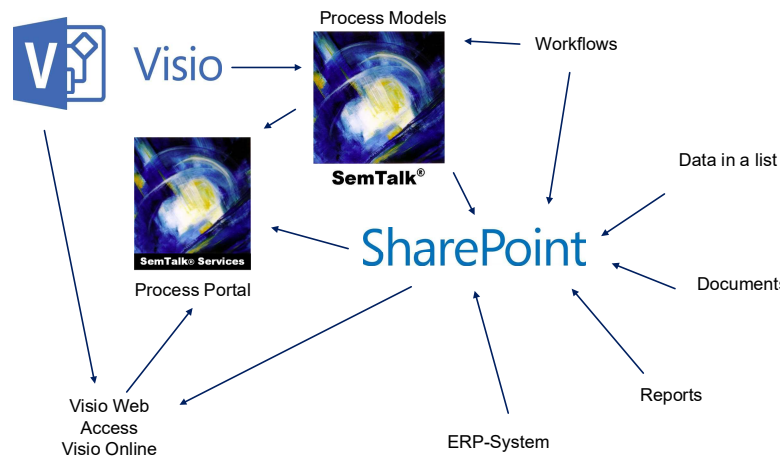 Process Models
V
Visio
Workflows
SemTalk®
Data in a list
SemTalk® Services
Process Portal
SharePoint
Documents
Reports
Visio Web
Access
Visio Online
ERP-System